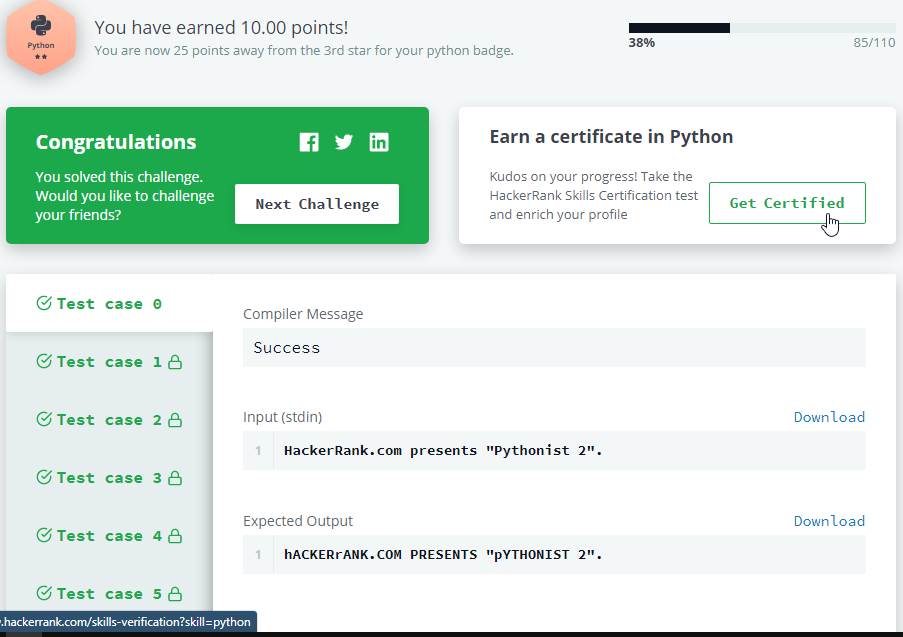 Python
★★
You have earned 10.00 points!
You are now 25 points away from the 3rd star for your python badge.
38%
85/110
Congratulations
You solved this challenge.
Would you like to challenge
your friends?
Next Challenge
Earn a certificate in Python
Kudos on your progress! Take the
HackerRank Skills Certification test
and enrich your profile
Get Certified
Test case 0
Test case 1
Test case 2
Test case 3
Test case 4
Test case 5
Compiler Message
Success
Input (stdin)
Download
1 HackerRank.com presents "Pythonist 2".
Expected Output
Download
1 hACKERrANK.COM PRESENTS "pYTHONIST 2".
.hackerrank.com/skills-verification?skill=python